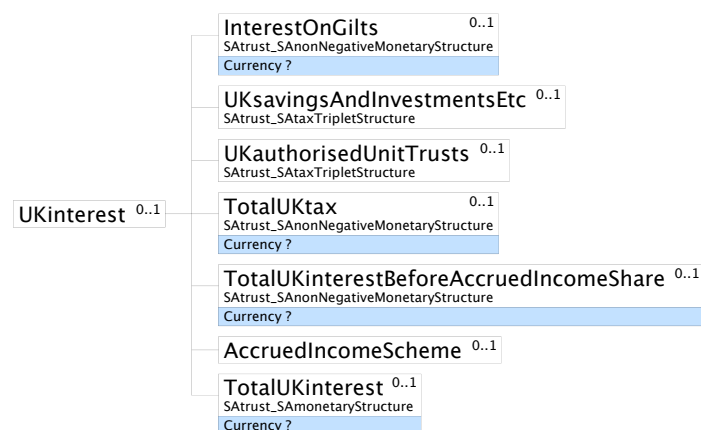 InterestOnGilts 0..1
SAtrust_SAnonNegativeMonetaryStructure
Currency ?
UKsavingsAndInvestmentsEtc 0..1
SAtrust_SAtaxTripletStructure
UKauthorisedUnitTrusts 0..1
SAtrust_SAtaxTripletStructure
UKinterest 0..1
TotalUKtax 0..1
SAtrust_SAnonNegativeMonetaryStructure
Currency ?
TotalUKinterestBeforeAccruedIncomeShare 0..1
SAtrust_SAnonNegativeMonetaryStructure
Currency ?
AccruedIncomeScheme 0..1
TotalUKinterest 0..1
SAtrust_SAmonetaryStructure
Currency ?